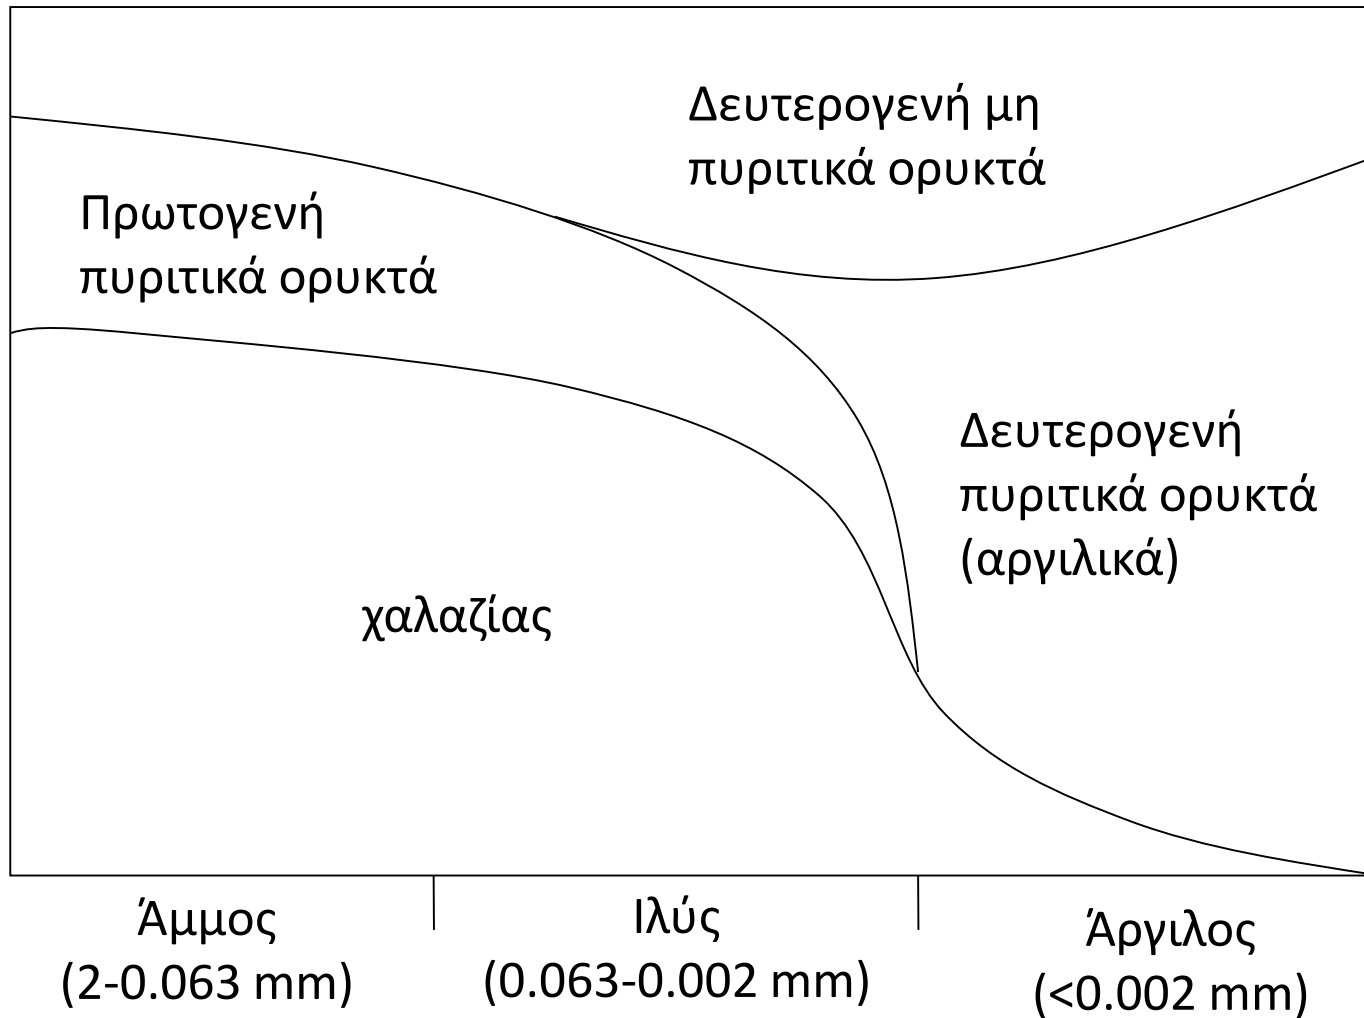 Δευτερογενή μη
πυριτικά ορυκτά
Πρωτογενή
πυριτικά ορυκτά
Δευτερογενή
πυριτικά ορυκτά
(αργιλικά)
χαλαζίας
Άμμος
(2-0.063 mm)
Ιλύς
(0.063-0.002 mm)
Άργιλος
(<0.002 mm)